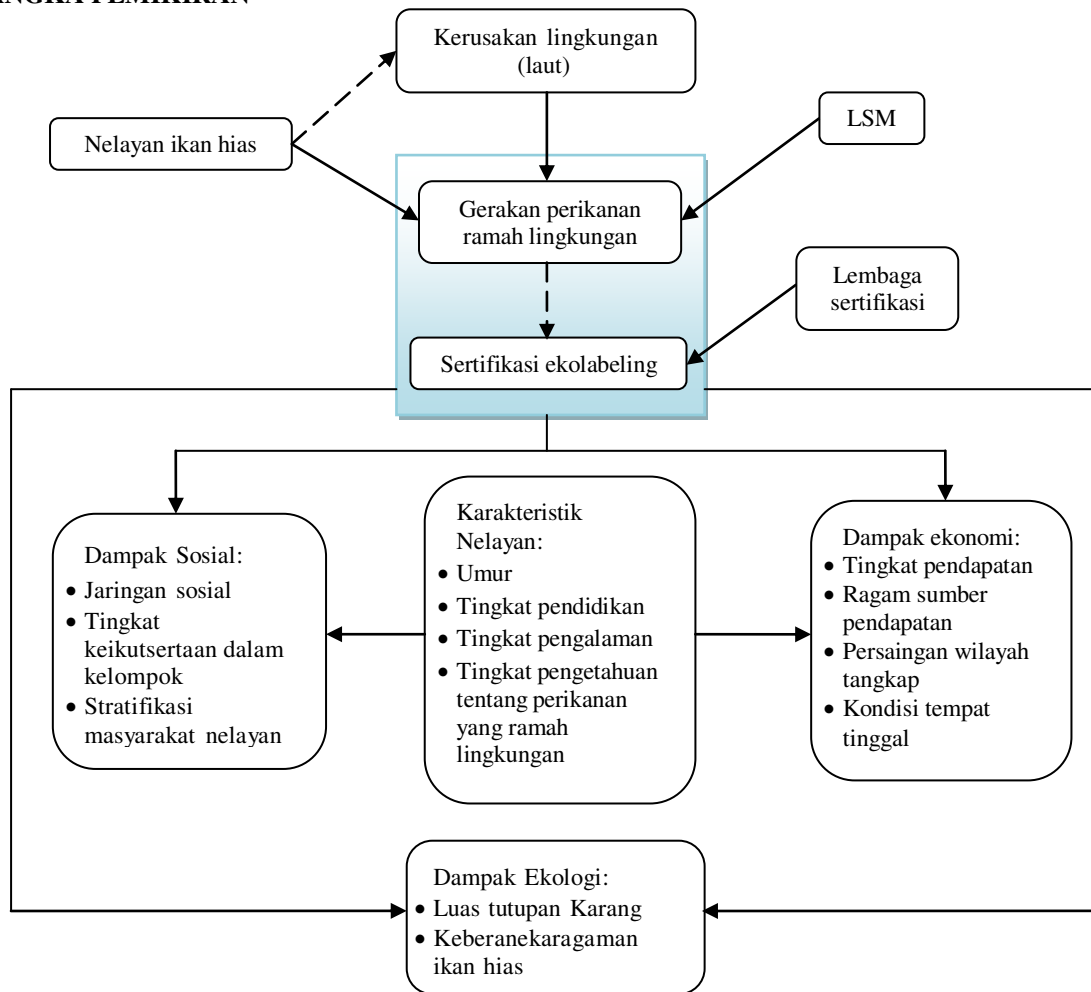 Kerusakan lingkungan
(laut)
Nelayan ikan hias
LSM
Gerakan perikanan
ramah lingkungan
Lembaga
sertifikasi
Sertifikasi ekolabeling
Dampak Sosial:
• Jaringan sosial
• Tingkat
keikutsertaan dalam
kelompok
• Stratifikasi
masyarakat nelayan
Karakteristik
Nelayan:
• Umur
• Tingkat pendidikan
• Tingkat pengalaman
• Tingkat pengetahuan
tentang perikanan
yang ramah
lingkungan
Dampak ekonomi:
• Tingkat pendapatan
• Ragam sumber
pendapatan
• Persaingan wilayah
tangkap
• Kondisi tempat
tinggal
Dampak Ekologi:
• Luas tutupan Karang
• Keberanekaragaman
ikan hias